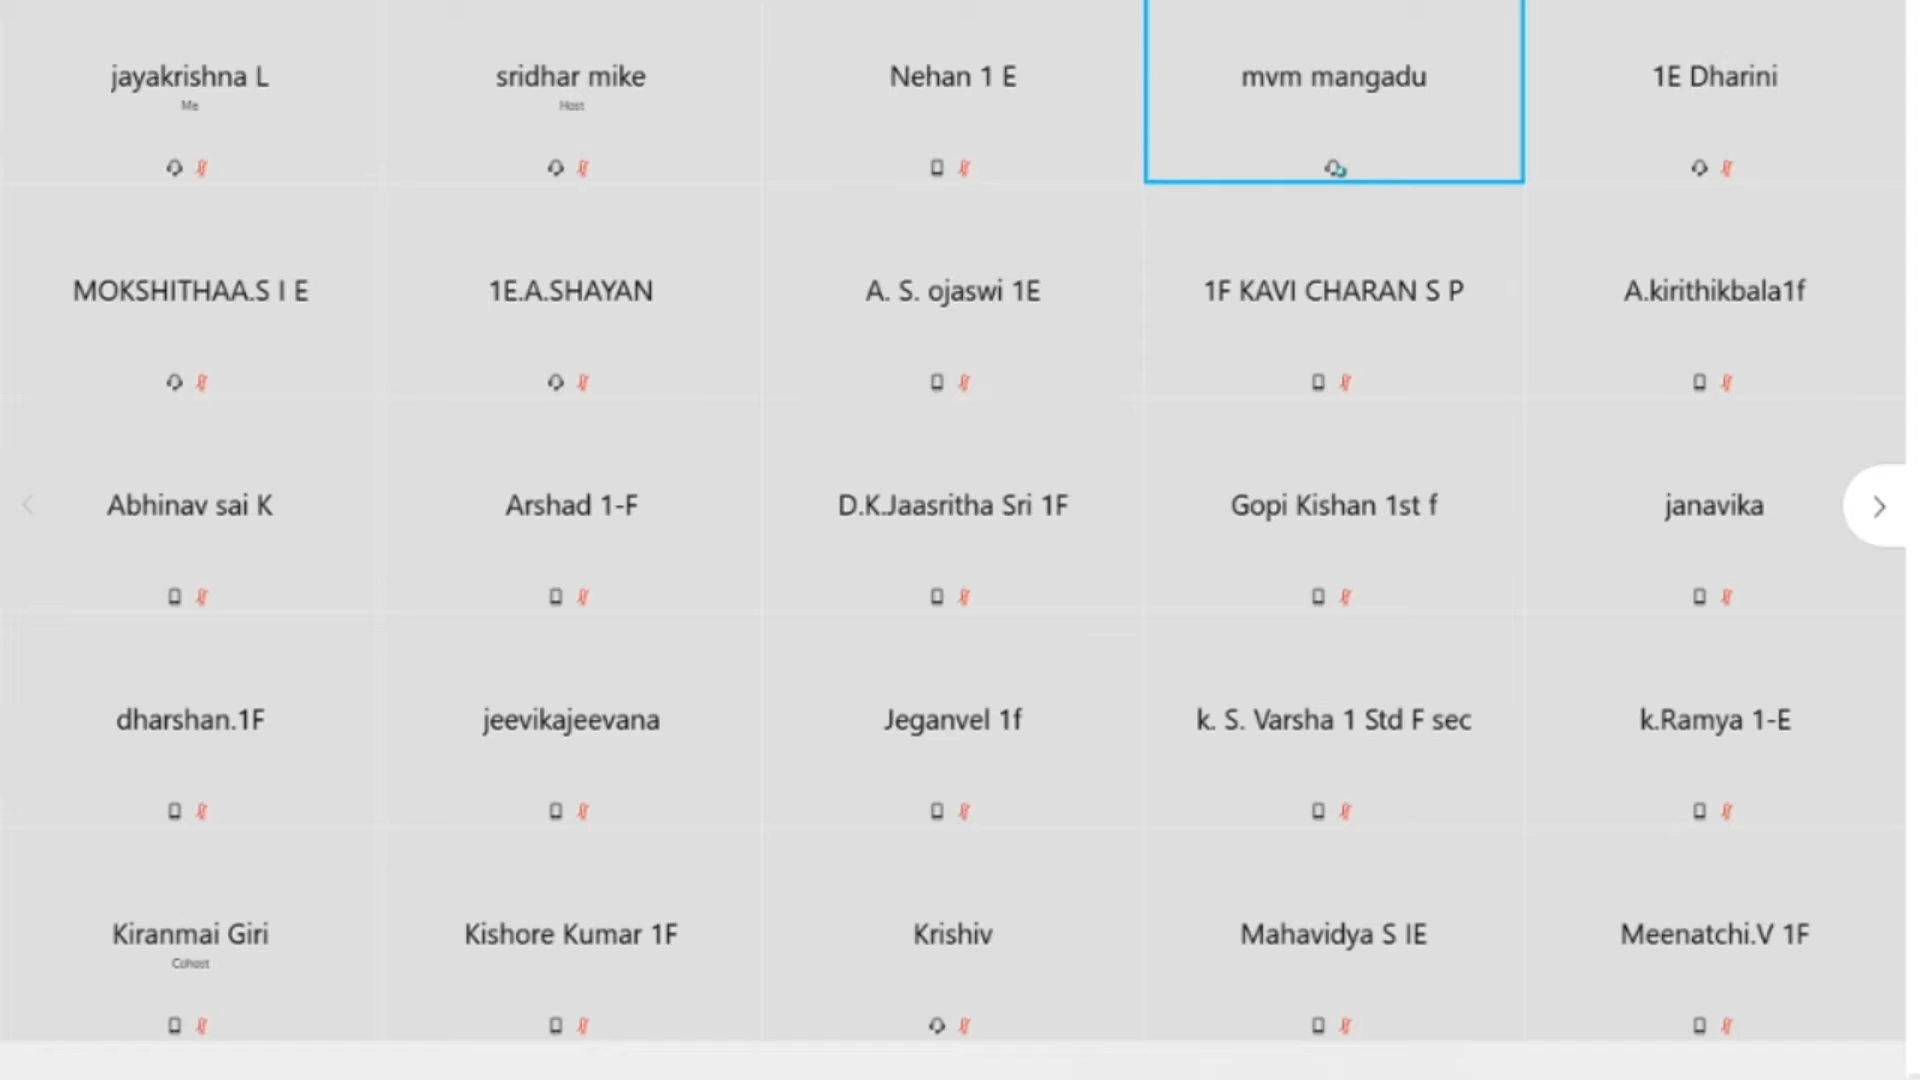 jayakrishna L
Me
sridhar mike
Host
Nehan 1 E
mvm mangadu
1E Dharini
MOKSHITHAA.S I E
1E.A.SHAYAN
A. S. ojaswi 1E
1F KAVI CHARAN S P
A.kirithikbala1f
Abhinav sai K
Arshad 1-F
D.K.Jaasritha Sri 1F
Gopi Kishan 1st f
janavika
dharshan.1F
jeevikajeevana
Jeganvel 1f
k. S. Varsha 1 Std F sec
k.Ramya 1-E
Kiranmai Giri
Cohost
Kishore Kumar 1F
Krishiv
Mahavidya S IE
Meenatchi.V 1F